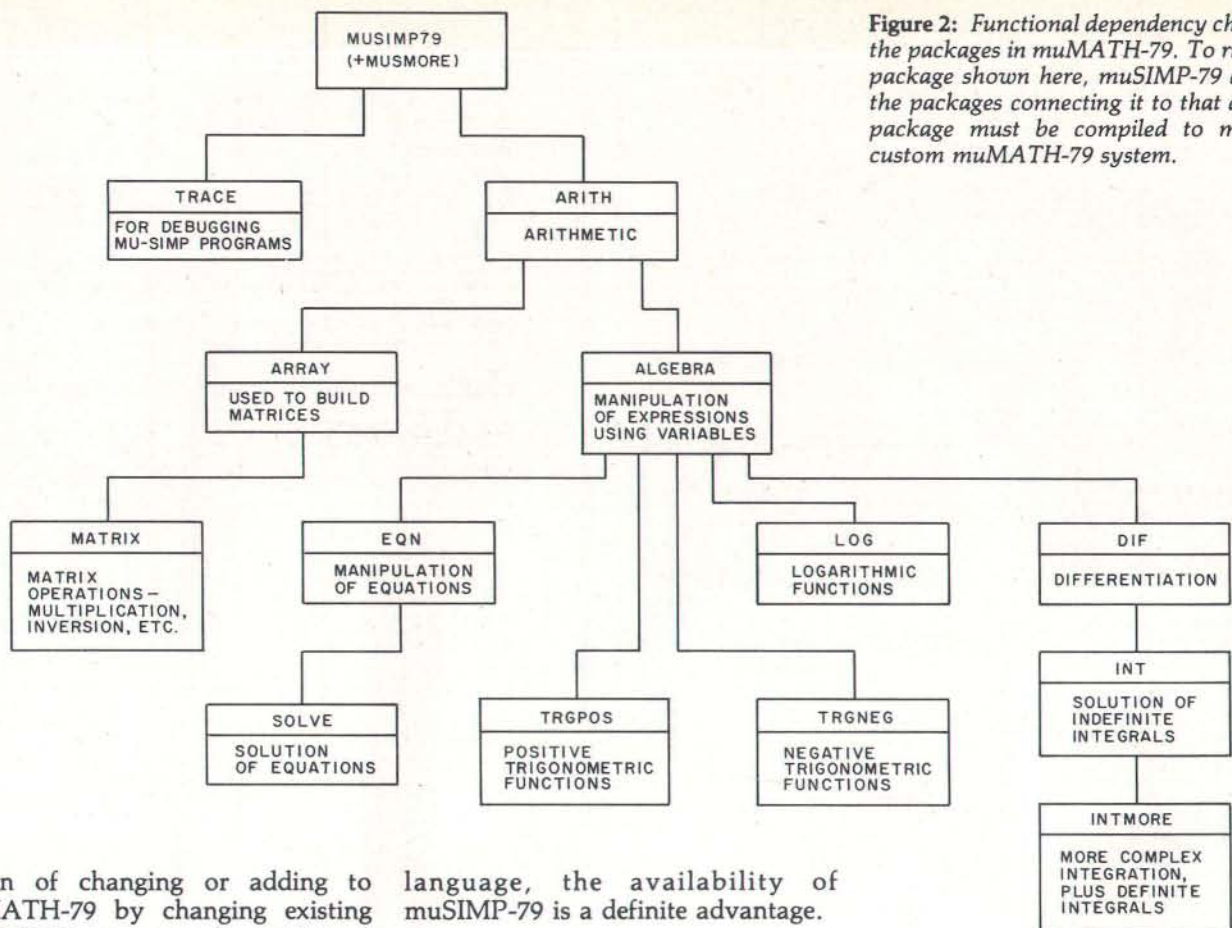 MUSIMP79
(+MUSMORE)
Figure 2: Functional dependency
the packages in muMATH-79. To
package shown here, muSIMP-79
the packages connecting it to that
package must be compiled to
custom muMATH-79 system.
TRACE
FOR DEBUGGING
MU-SIMP PROGRAMS
ARITH
ARITHMETIC
ARRAY
USED TO BUILD
MATRICES
ALGEBRA
MANIPULATION
OF EXPRESSIONS
USING VARIABLES
MATRIX
MATRIX
OPERATIONS –
MULTIPLICATION,
INVERSION, ETC.
EQN
MANIPULATION
OF EQUATIONS
LOG
LOGARITHMIC
FUNCTIONS
DIF
DIFFERENTIATION
SOLVE
SOLUTION
OF EQUATIONS
TRGPOS
POSITIVE
TRIGONOMETRIC
FUNCTIONS
TRGNEG
NEGATIVE
TRIGONOMETRIC
FUNCTIONS
INT
SOLUTION OF
INDEFINITE
INTEGRALS
INTMORE
MORE COMPLEX
INTEGRATION,
PLUS DEFINITE
INTEGRALS
of changing or adding to
MATH-79 by changing existing
language, the availability of
muSIMP-79 is a definite advantage.